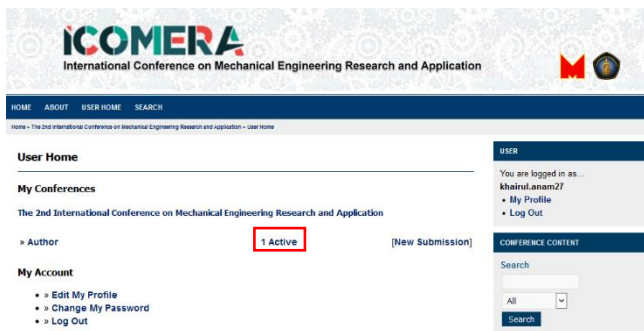 iCOMERA
International Conference on Mechanical Engineering Research and Application
HOME ABOUT USER HOME SEARCH
Home > The 2nd International Conference on Mechanical Engineering Research and Application > User Home
User Home
My Conferences
The 2nd International Conference on Mechanical Engineering Research and Application
» Author 1 Active [New Submission]
My Account
• » Edit My Profile
• » Change My Password
• » Log Out
USER
You are logged in as...
khairul.anam27
• My Profile
• Log Out
CONFERENCE CONTENT
Search
All
Search